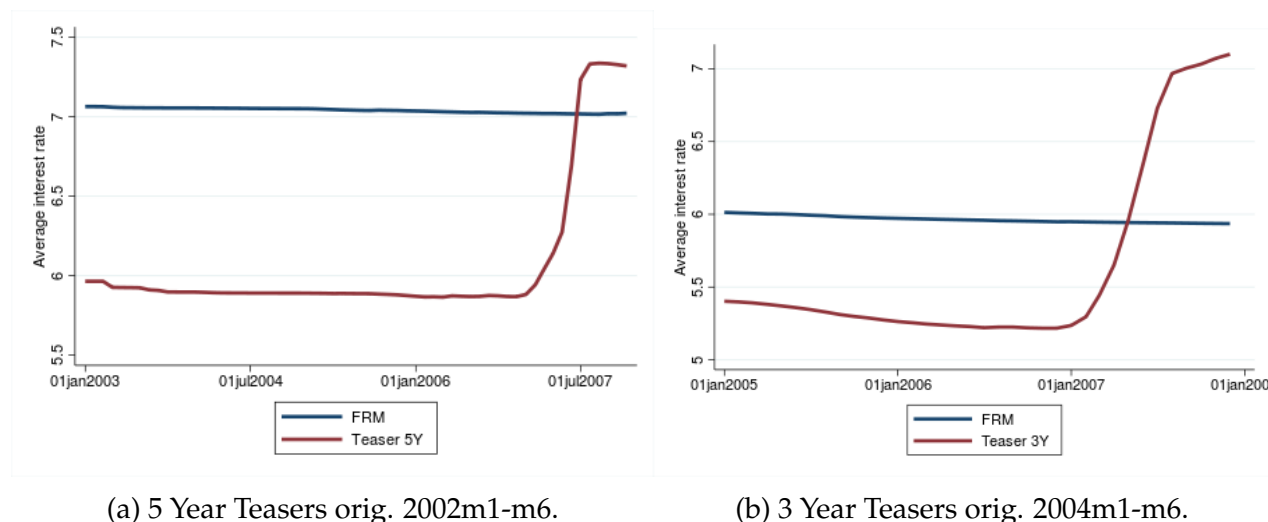 7.5
7
6.5
6
5.5
Average interest rate
01jan2003
01jul2004
01jan2006
01jul2007
FRM
Teaser 5Y
(a) 5 Year Teasers orig. 2002m1-m6.
7
6.5
6
5.5
5
Average interest rate
01jan2005
01jan2006
01jan2007
01jan200
FRM
Teaser 3Y
(b) 3 Year Teasers orig. 2004m1-m6.